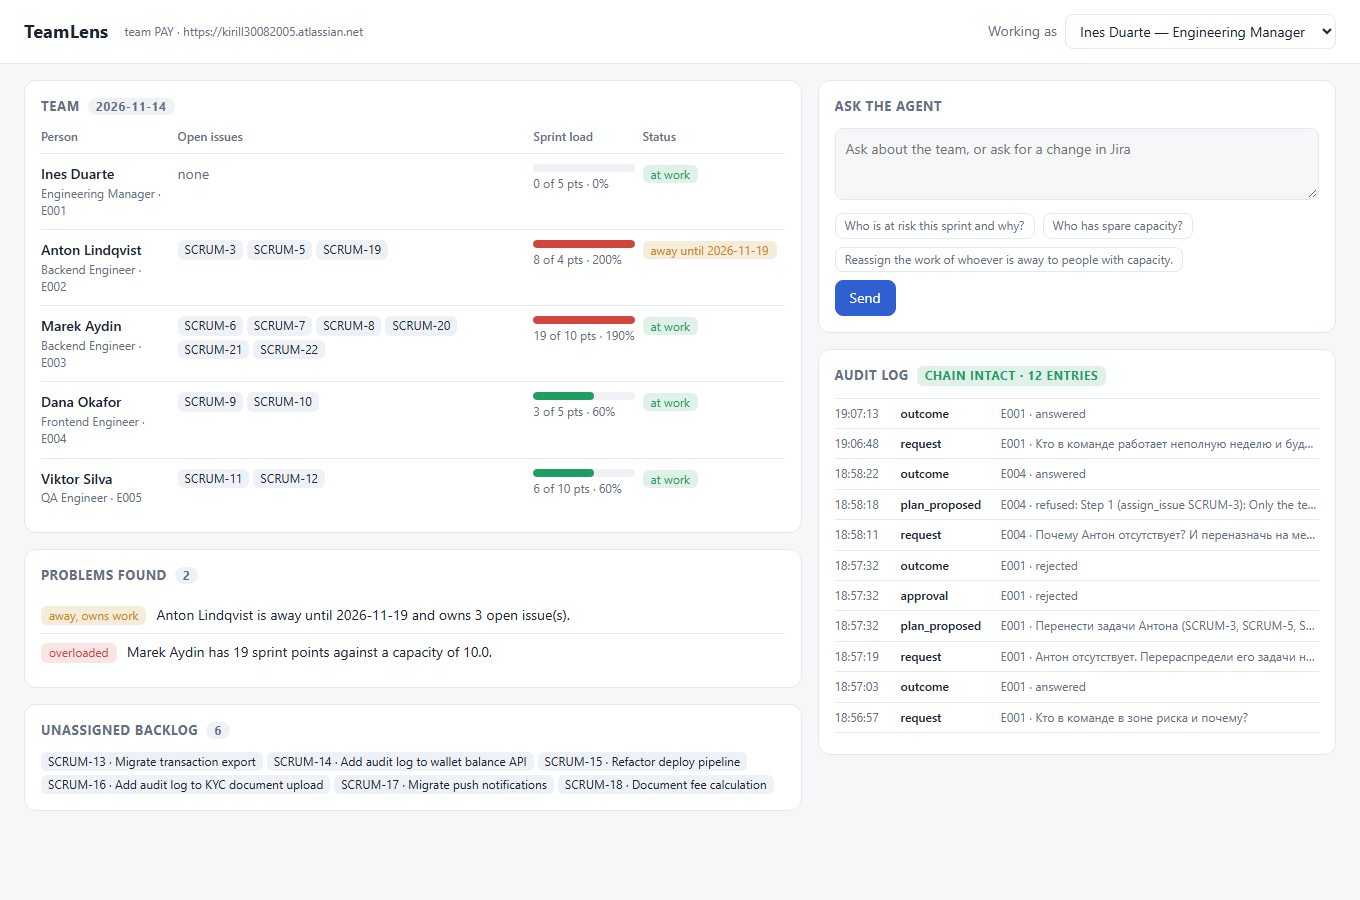 TeamLens team PAY · https://kirill30082005.atlassian.net Working as Ines Duarte — Engineering Manager
TEAM 2026-11-14
Person Open issues Sprint load Status
Ines Duarte none at work
Engineering Manager · 0 of 5 pts · 0%
E001
Anton Lindqvist SCRUM-3 SCRUM-5 SCRUM-19 away until 2026-11-19
Backend Engineer · 8 of 4 pts · 200%
E002
Marek Aydin SCRUM-6 SCRUM-7 SCRUM-8 SCRUM-20 at work
Backend Engineer · SCRUM-21 SCRUM-22 19 of 10 pts · 190%
E003
Dana Okafor SCRUM-9 SCRUM-10 at work
Frontend Engineer · 3 of 5 pts · 60%
E004
Viktor Silva SCRUM-11 SCRUM-12 at work
QA Engineer · E005 6 of 10 pts · 60%
PROBLEMS FOUND 2
away, owns work Anton Lindqvist is away until 2026-11-19 and owns 3 open issue(s).
overloaded Marek Aydin has 19 sprint points against a capacity of 10.0.
UNASSIGNED BACKLOG 6
SCRUM-13 · Migrate transaction export SCRUM-14 · Add audit log to wallet balance API SCRUM-15 · Refactor deploy pipeline
SCRUM-16 · Add audit log to KYC document upload SCRUM-17 · Migrate push notifications SCRUM-18 · Document fee calculation
ASK THE AGENT
Ask about the team, or ask for a change in Jira
Who is at risk this sprint and why? Who has spare capacity?
Reassign the work of whoever is away to people with capacity.
Send
AUDIT LOG CHAIN INTACT · 12 ENTRIES
19:07:13 outcome E001 · answered
19:06:48 request E001 · Кто в команде работает неполную неделю и буд...
18:58:22 outcome E004 · answered
18:58:18 plan_proposed E004 · refused: Step 1 (assign_issue SCRUM-3): Only the te...
18:58:11 request E004 · Почему Антон отсутствует? И переназначь на ме...
18:57:32 outcome E001 · rejected
18:57:32 approval E001 · rejected
18:57:32 plan_proposed E001 · Перенести задачи Антона (SCRUM-3, SCRUM-5, S...
18:57:19 request E001 · Антон отсутствует. Перераспредели его задачи н...
18:57:03 outcome E001 · answered
18:56:57 request E001 · Кто в команде в зоне риска и почему?